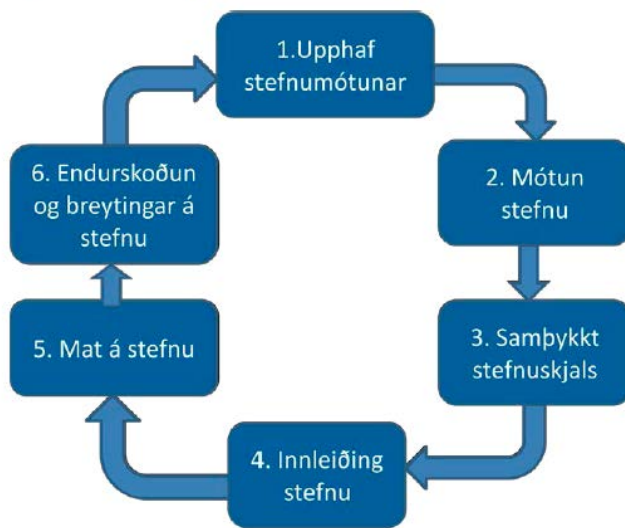 1.Upphaf
stefnumótunar
2. Mótun
stefnu
3. Samþykkt
stefnuskjals
4. Innleiðing
stefnu
5. Mat á stefnu
6. Endurskoðun
og breytingar á
stefnu